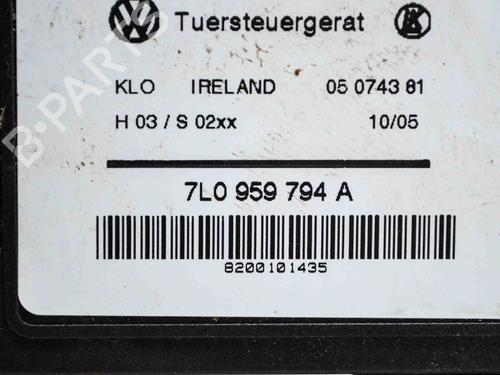 Tuersteuergerat
KLO IRELAND 05 0743 81
H 03 / S 02xx 10/05
7L0 959 794 A
8200101435
B-PARTS